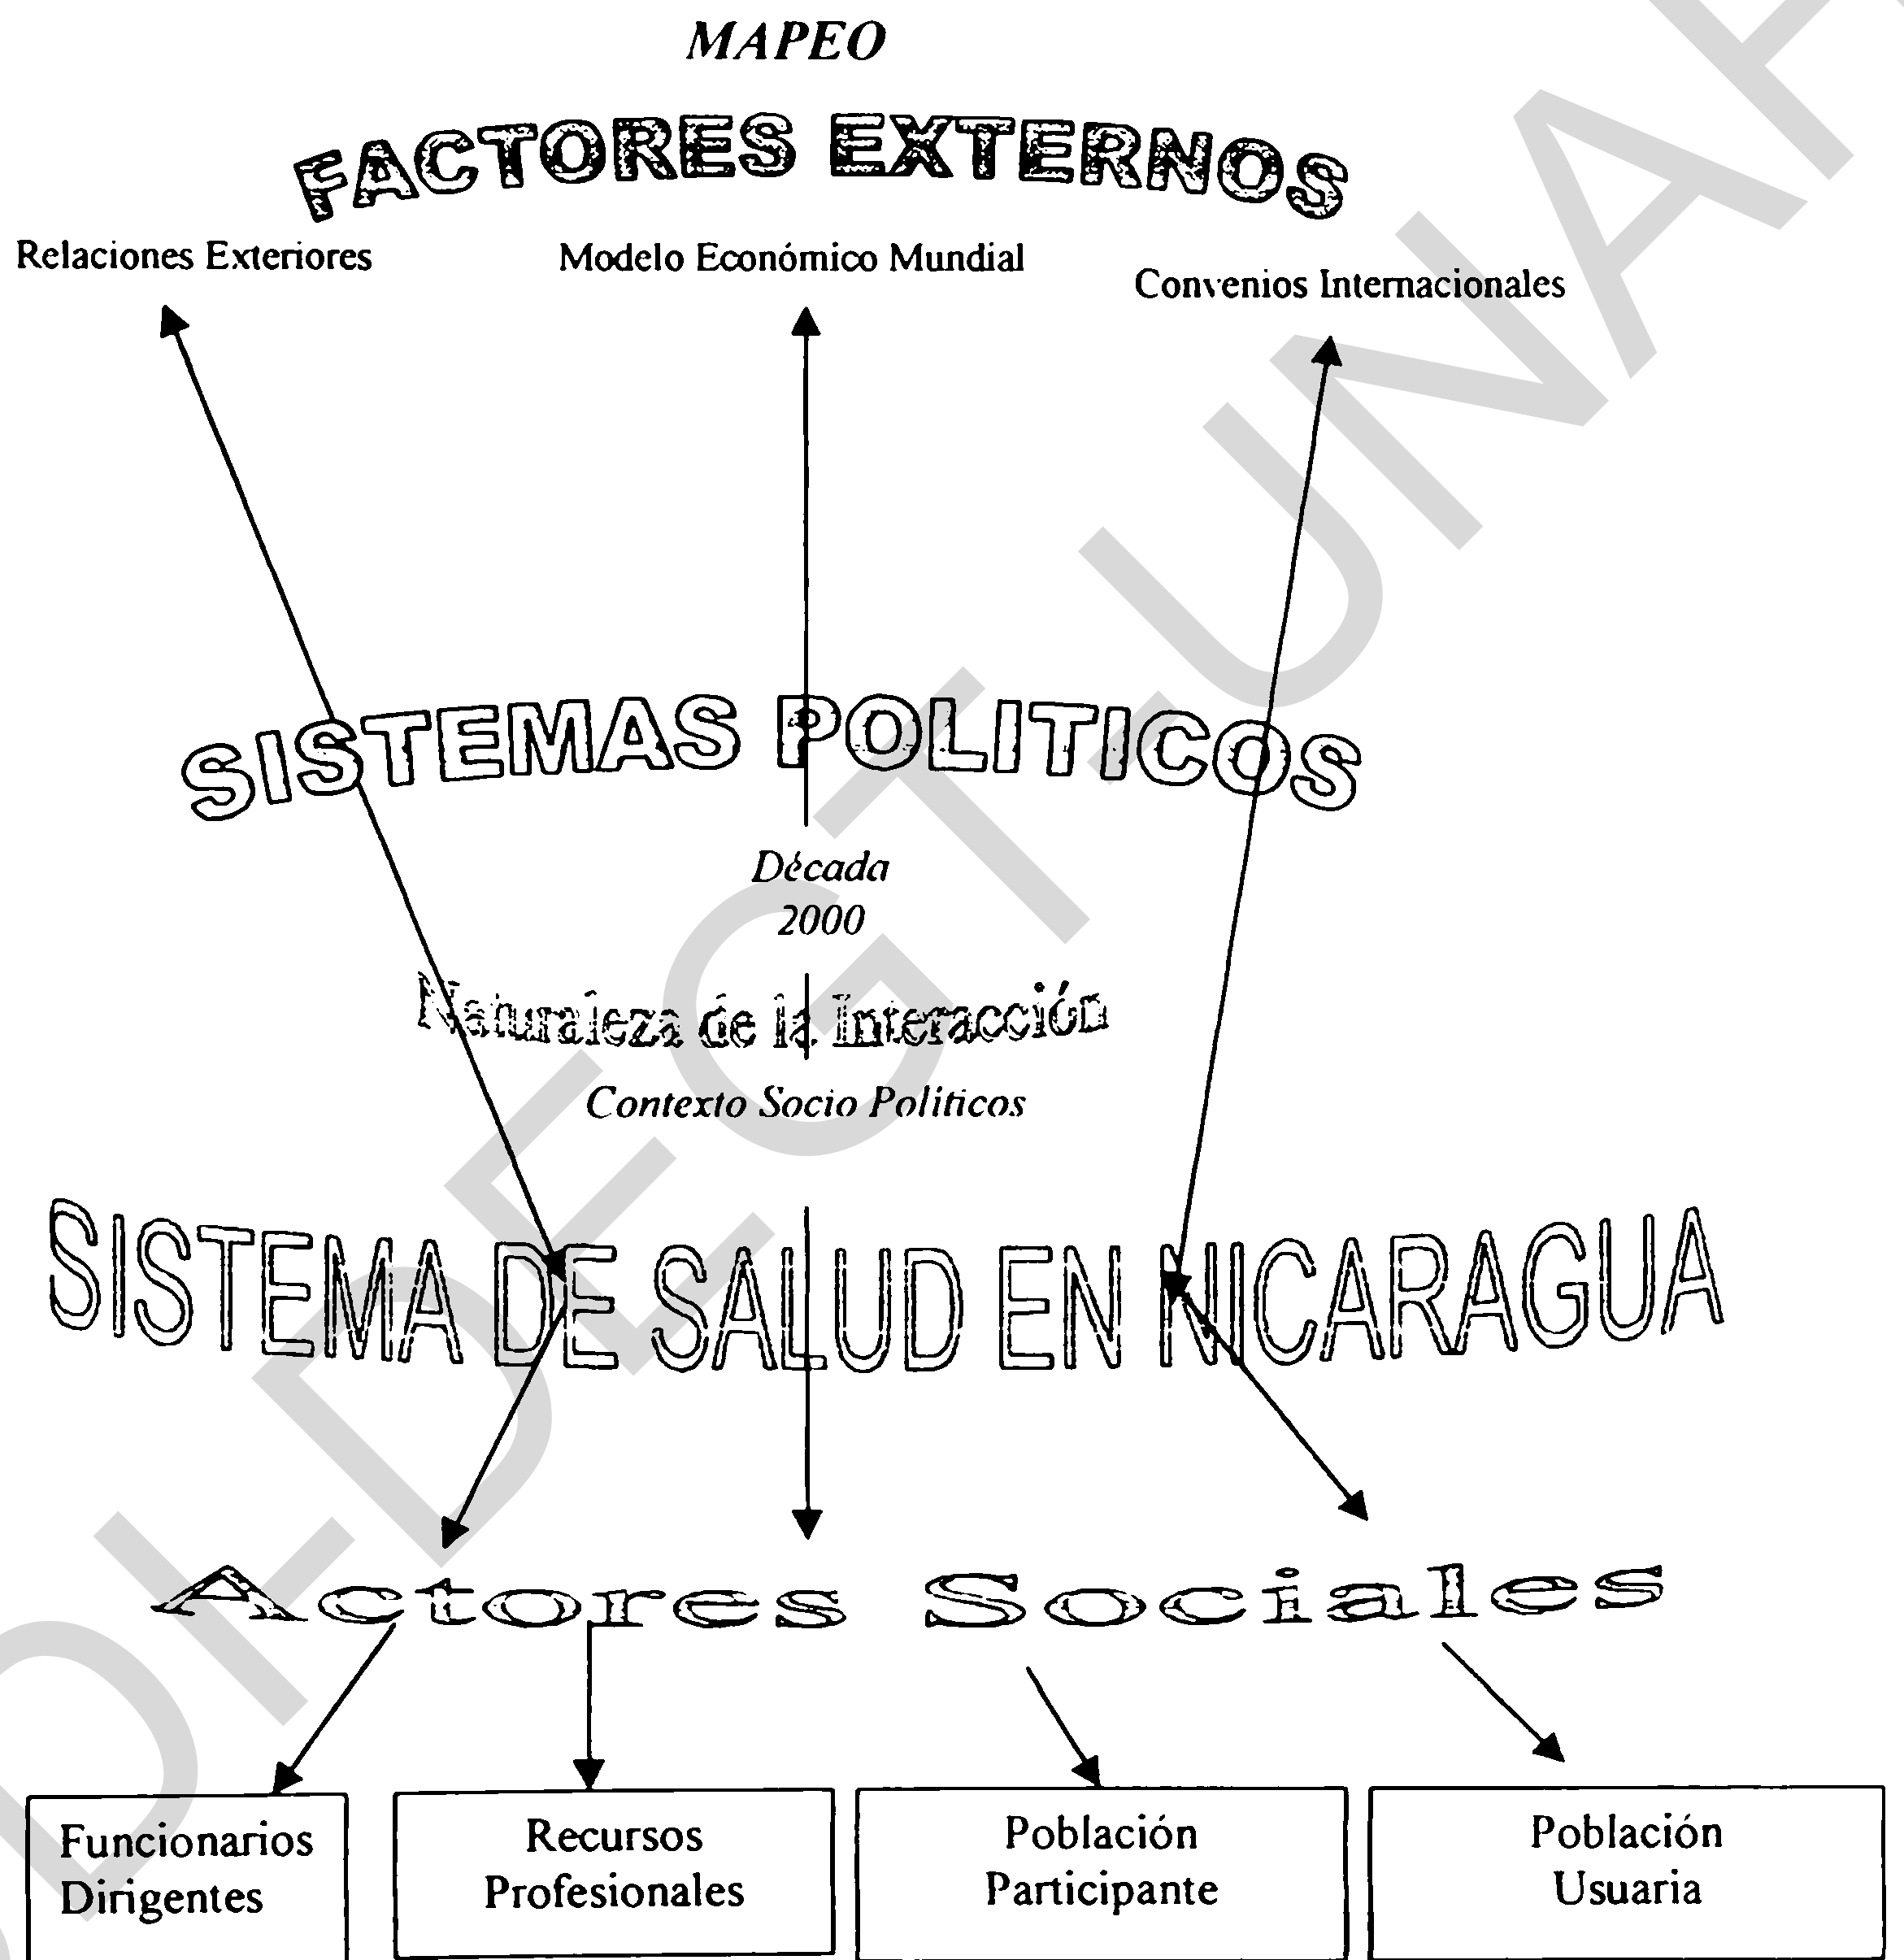 MAPEO
FACTORES EXTERNOS
Relaciones Exteriores
Modelo Económico Mundial
Convenios Internacionales
SISTEMAS POLITICOS
Década
2000
Naturaleza de la Interacción
Contexto Socio Politicos
SISTEMA DE SALUD EN NICARAGUA
Actores Sociales
Funcionarios
Dirigentes
Recursos
Profesionales
Población
Participante
Población
Usuaria